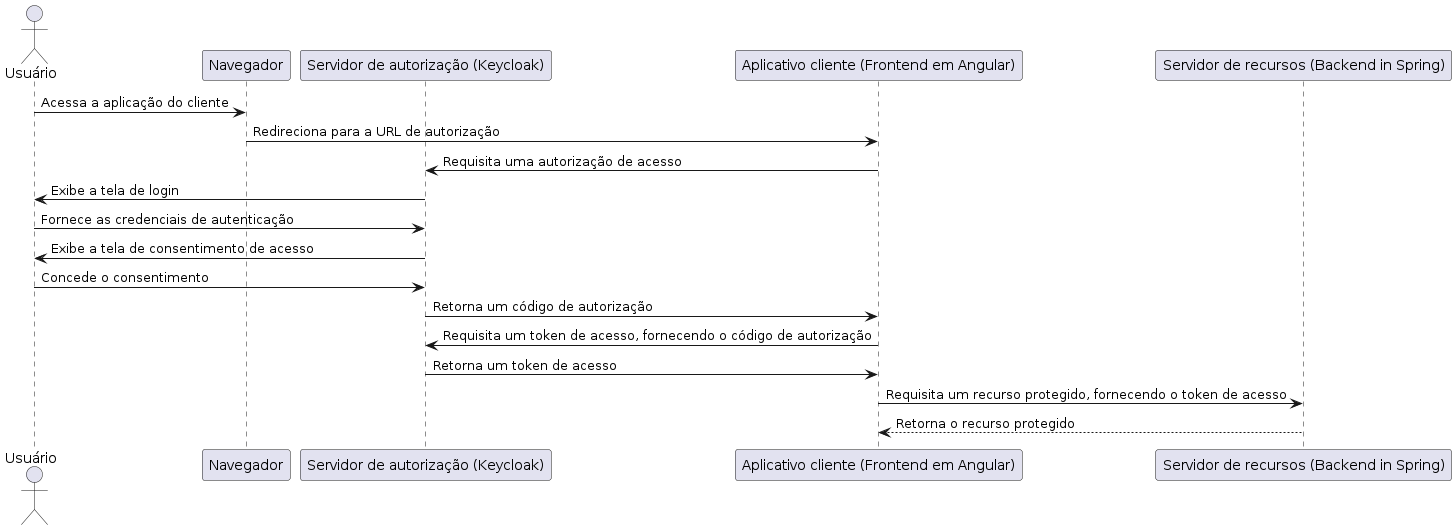 Usuário
Navegador
Servidor de autorização (Keycloak)
Aplicativo cliente (Frontend em Angular)
Servidor de recursos (Backend in Spring)
Acessa a aplicação do cliente
Redireciona para a URL de autorização
Requisita uma autorização de acesso
Exibe a tela de login
Fornece as credenciais de autenticação
Exibe a tela de consentimento de acesso
Concede o consentimento
Retorna um código de autorização
Requisita um token de acesso, fornecendo o código de autorização
Retorna um token de acesso
Requisita um recurso protegido, fornecendo o token de acesso
Retorna o recurso protegido
Usuário
Navegador
Servidor de autorização (Keycloak)
Aplicativo cliente (Frontend em Angular)
Servidor de recursos (Backend in Spring)